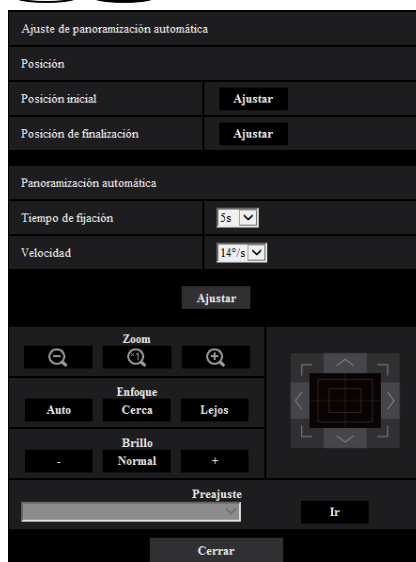 Ajuste de panoramización automática
Posición
Posición inicial Ajustar
Posición de finalización Ajustar
Panoramización automática
Tiempo de fijación 5s
Velocidad 14°/s
Ajustar
Zoom
×1
Enfoque
Auto Cerca Lejos
Brillo
- Normal +
Preajuste
Ir
Cerrar